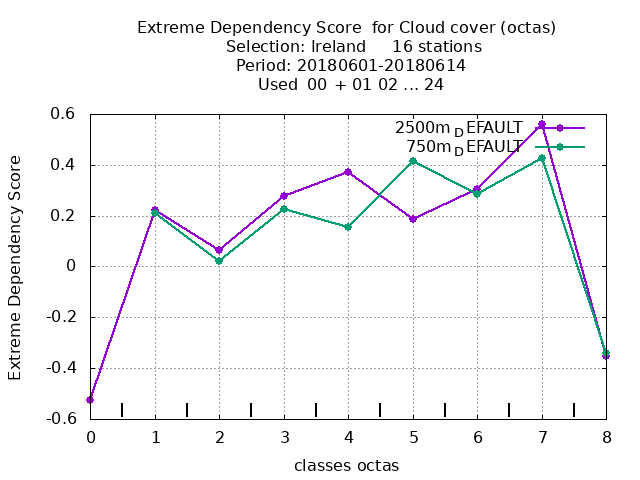 Extreme Dependency Score  for Cloud cover (octas)
Selection: Ireland     16 stations
Period: 20180601-20180614
Used  00 + 01 02 ... 24
Extreme Dependency Score
0.6
0.4
0.2
0
-0.2
-0.4
-0.6
2500m_DEFAULT
750m_DEFAULT
0 1 2 3 4 5 6 7 8
classes octas